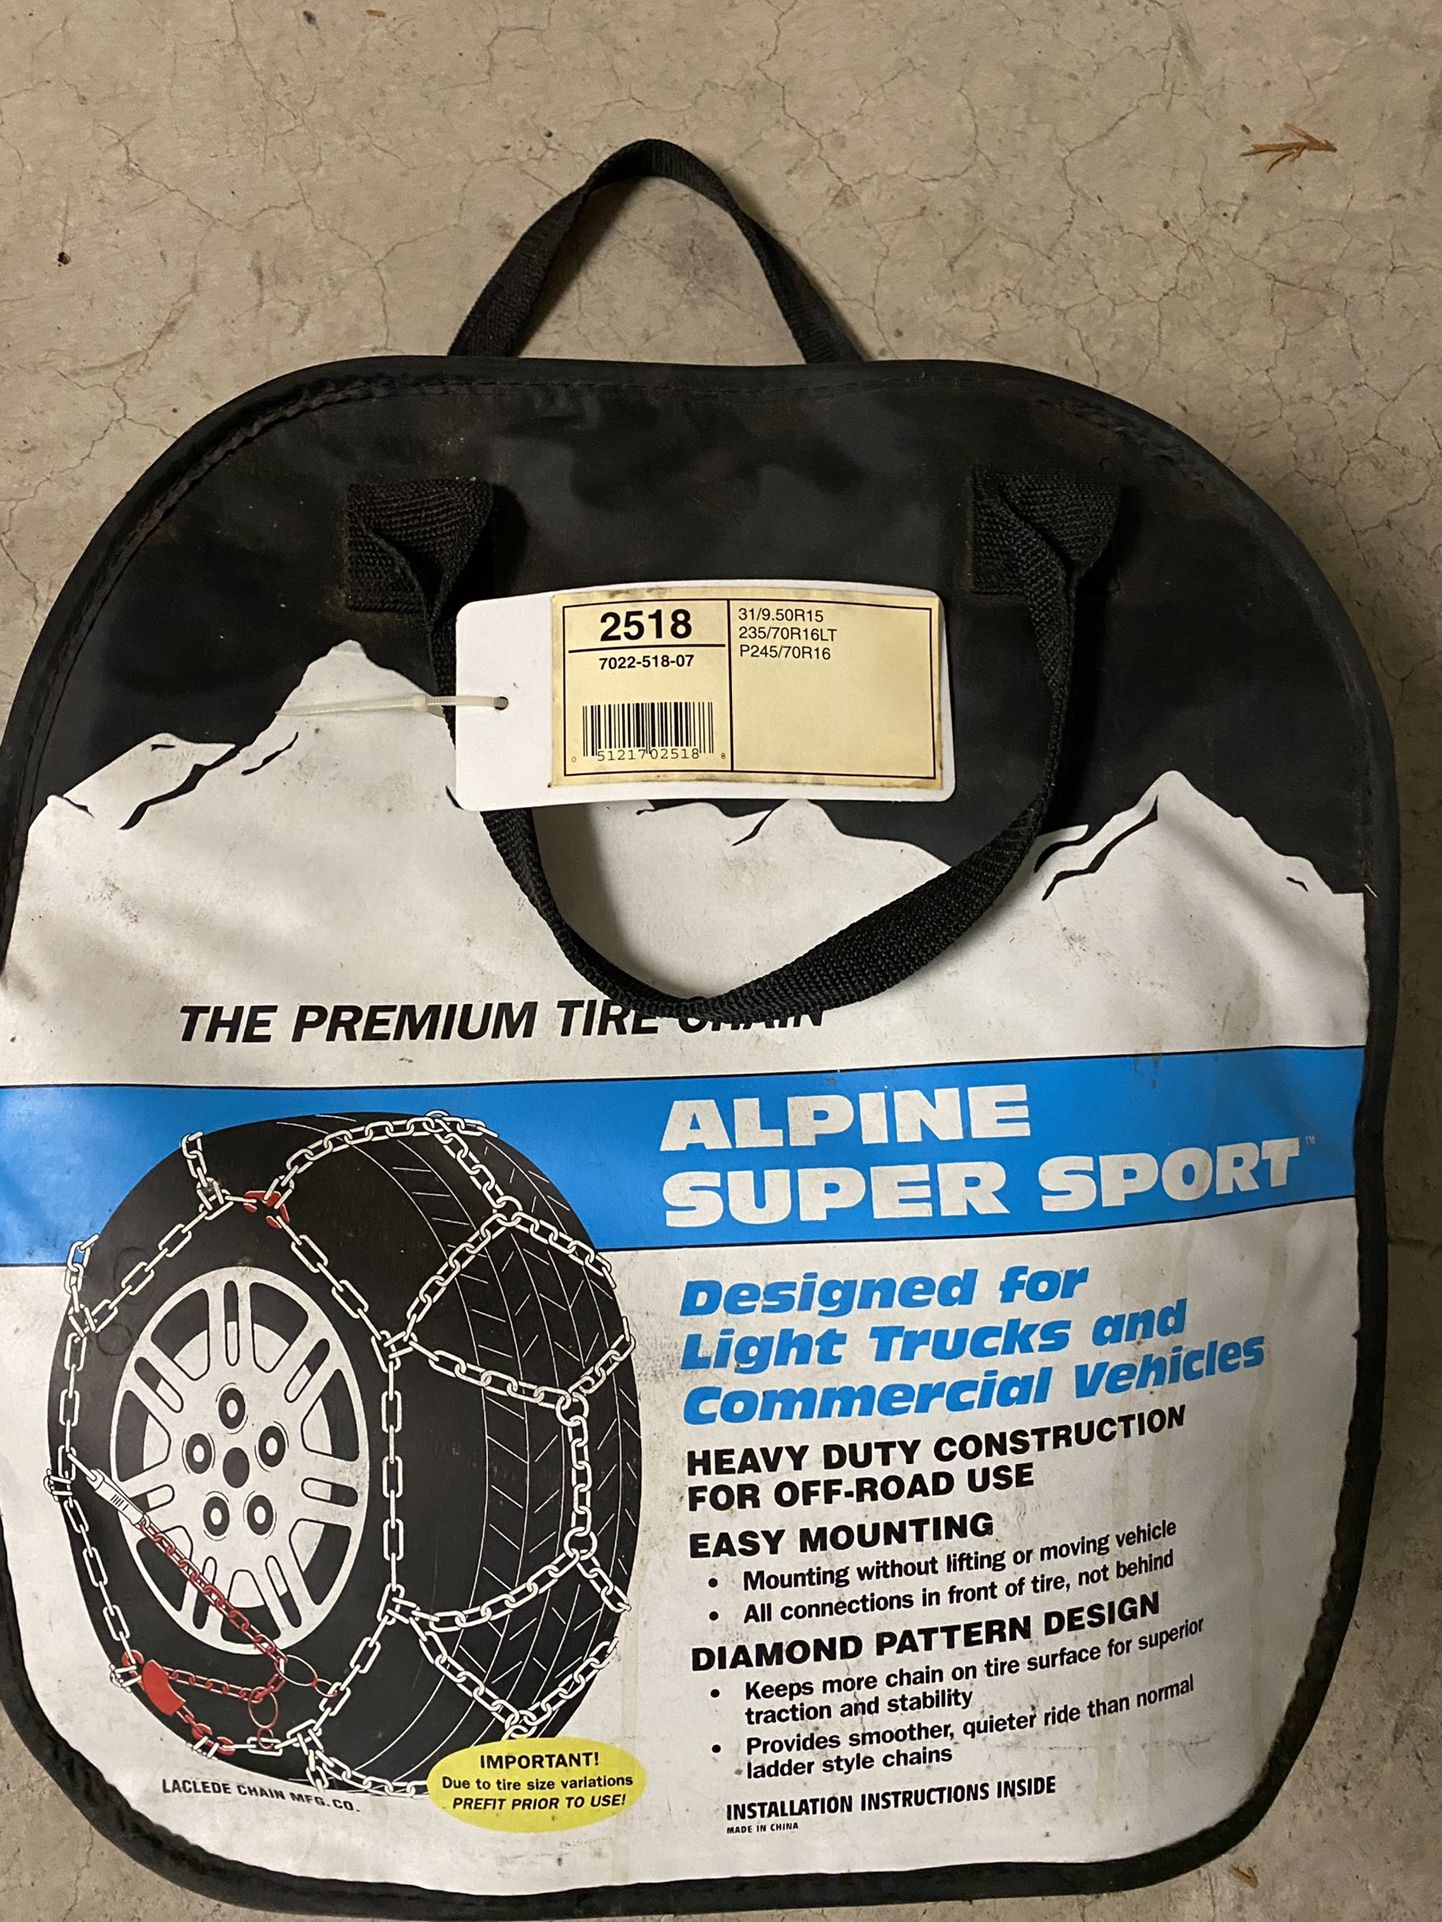 2518
7022-518-07
0 5121702518 8
31/9.50R15
235/70R16LT
P245/70R16
THE PREMIUM TIRE CHAIN
ALPINE
SUPER SPORT™
Designed for
Light Trucks and
Commercial Vehicles
HEAVY DUTY CONSTRUCTION
FOR OFF-ROAD USE
EASY MOUNTING
• Mounting without lifting or moving vehicle
• All connections in front of tire, not behind
DIAMOND PATTERN DESIGN
• Keeps more chain on tire surface for superior
traction and stability
• Provides smoother, quieter ride than normal
ladder style chains
INSTALLATION INSTRUCTIONS INSIDE
MADE IN CHINA
LACLEDE CHAIN MFG. CO.
IMPORTANT!
Due to tire size variations
PREFIT PRIOR TO USE!